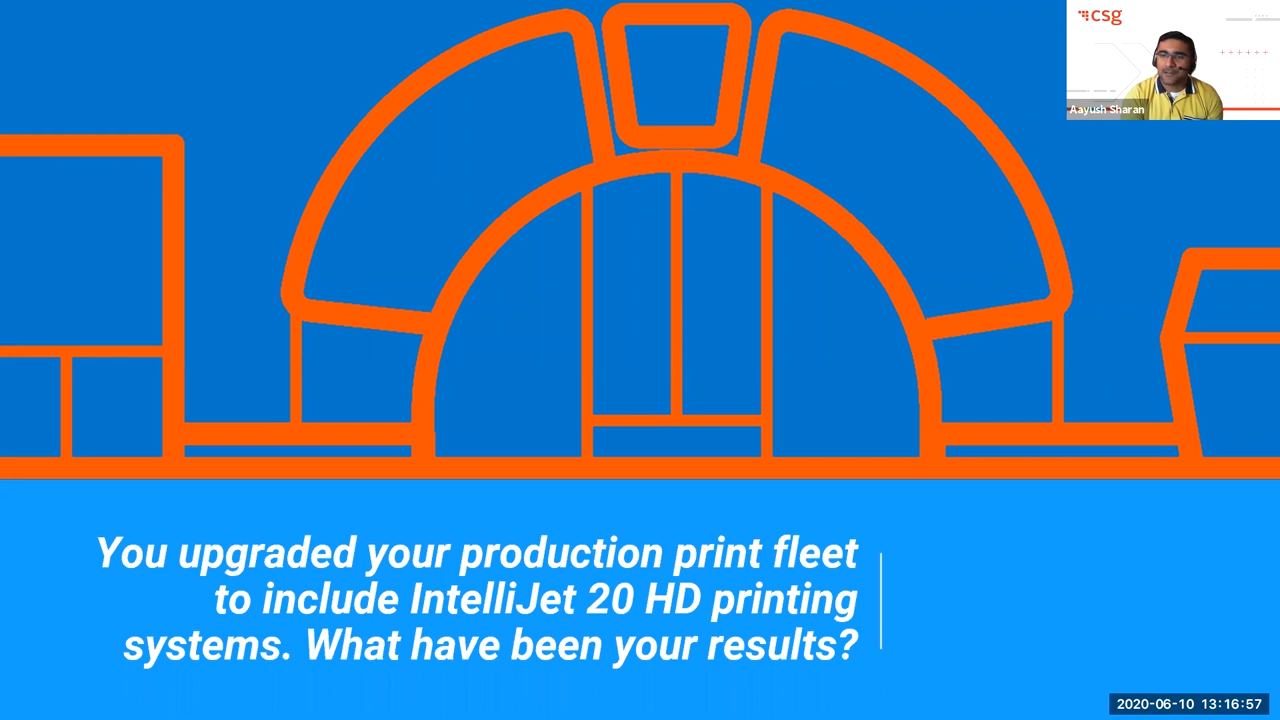 csg
Aayush Sharan
You upgraded your production print fleet
to include IntelliJet 20 HD printing
systems. What have been your results?
2020-06-10 13:16:57